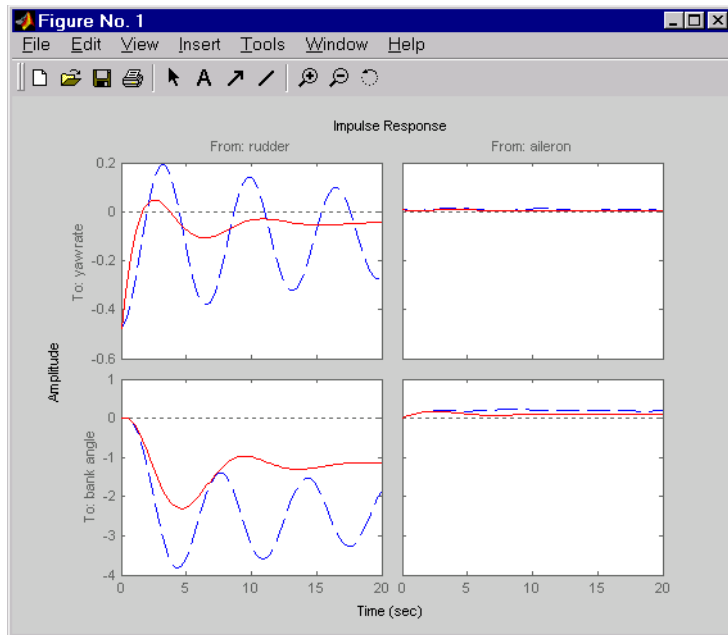 Figure No. 1
File Edit View Insert Tools Window Help
A
Impulse Response
From: rudder
From: aileron
To: yawrate
0.2
0
-0.2
-0.4
-0.6
Amplitude
To: bank angle
1
0
-1
-2
-3
-4
0 5 10 15 20
0 5 10 15 20
Time (sec)